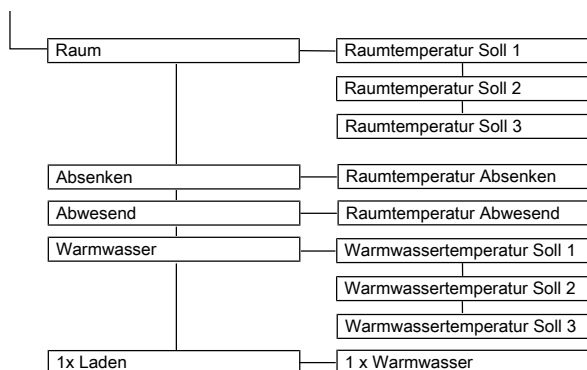 Raum
Raumtemperatur Soll 1
Raumtemperatur Soll 2
Raumtemperatur Soll 3
Absenken
Raumtemperatur Absenken
Abwesend
Raumtemperatur Abwesend
Warmwasser
Warmwassertemperatur Soll 1
Warmwassertemperatur Soll 2
Warmwassertemperatur Soll 3
1x Laden
1 x Warmwasser